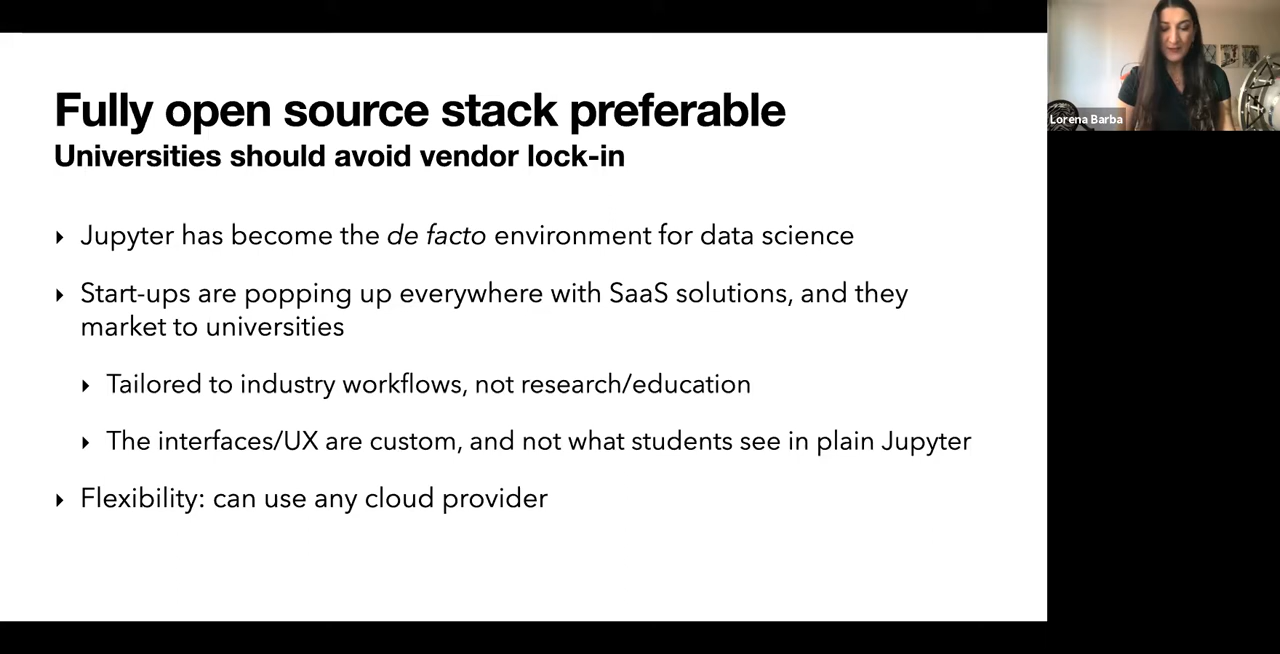 Fully open source stack preferable
Universities should avoid vendor lock-in
Jupyter has become the de facto environment for data science
Start-ups are popping up everywhere with SaaS solutions, and they
market to universities
Tailored to industry workflows, not research/education
The interfaces/UX are custom, and not what students see in plain Jupyter
Flexibility: can use any cloud provider
Lorena Barba